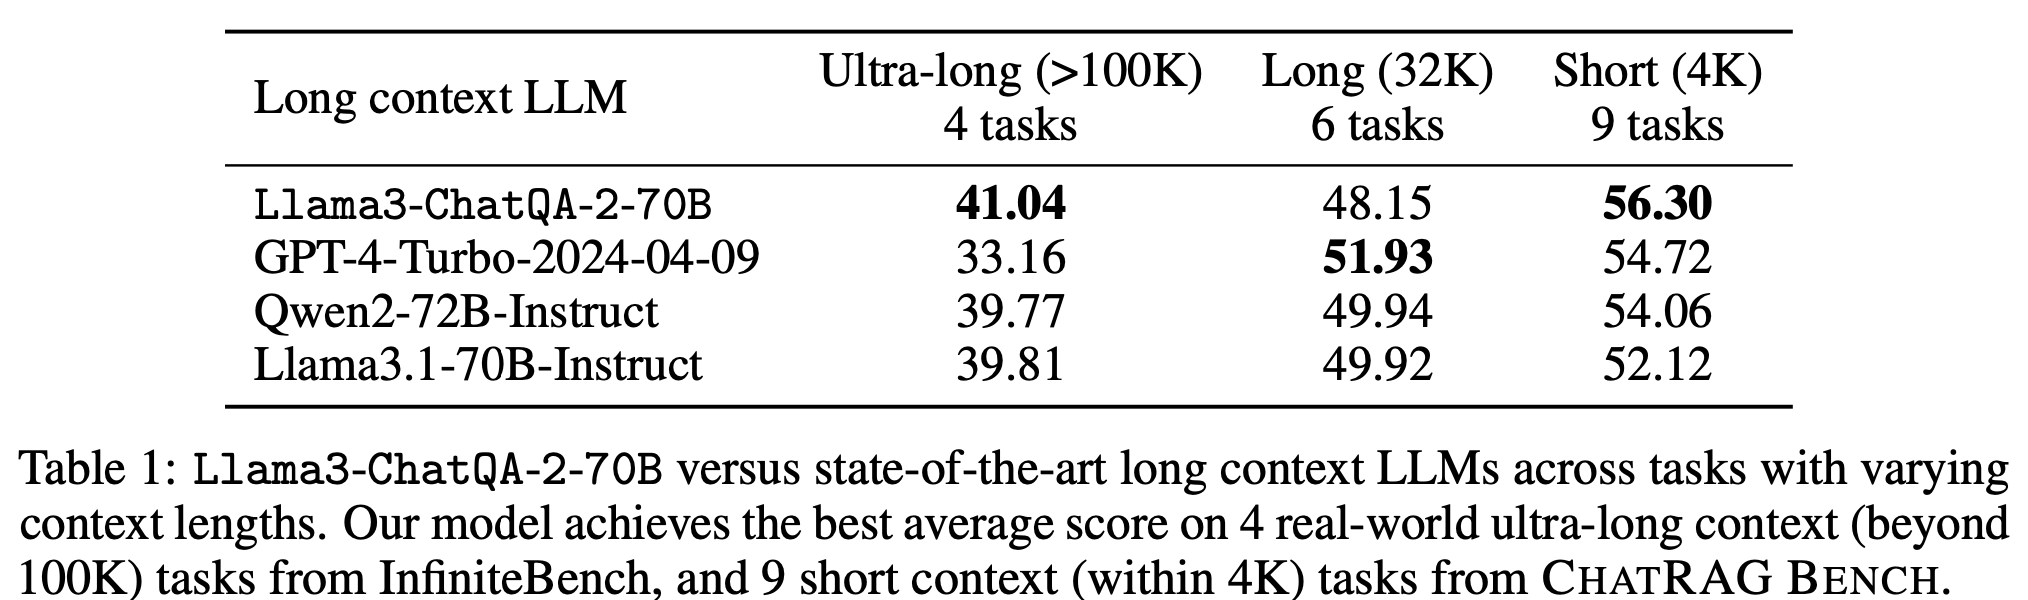 Long context LLM Ultra-long (>100K) Long (32K) Short (4K)
4 tasks 6 tasks 9 tasks
Llama3-ChatQA-2-70B 41.04 48.15 56.30
GPT-4-Turbo-2024-04-09 33.16 51.93 54.72
Qwen2-72B-Instruct 39.77 49.94 54.06
Llama3.1-70B-Instruct 39.81 49.92 52.12
Table 1: Llama3-ChatQA-2-70B versus state-of-the-art long context LLMs across tasks with varying
context lengths. Our model achieves the best average score on 4 real-world ultra-long context (beyond
100K) tasks from InfiniteBench, and 9 short context (within 4K) tasks from CHATRAG BENCH.